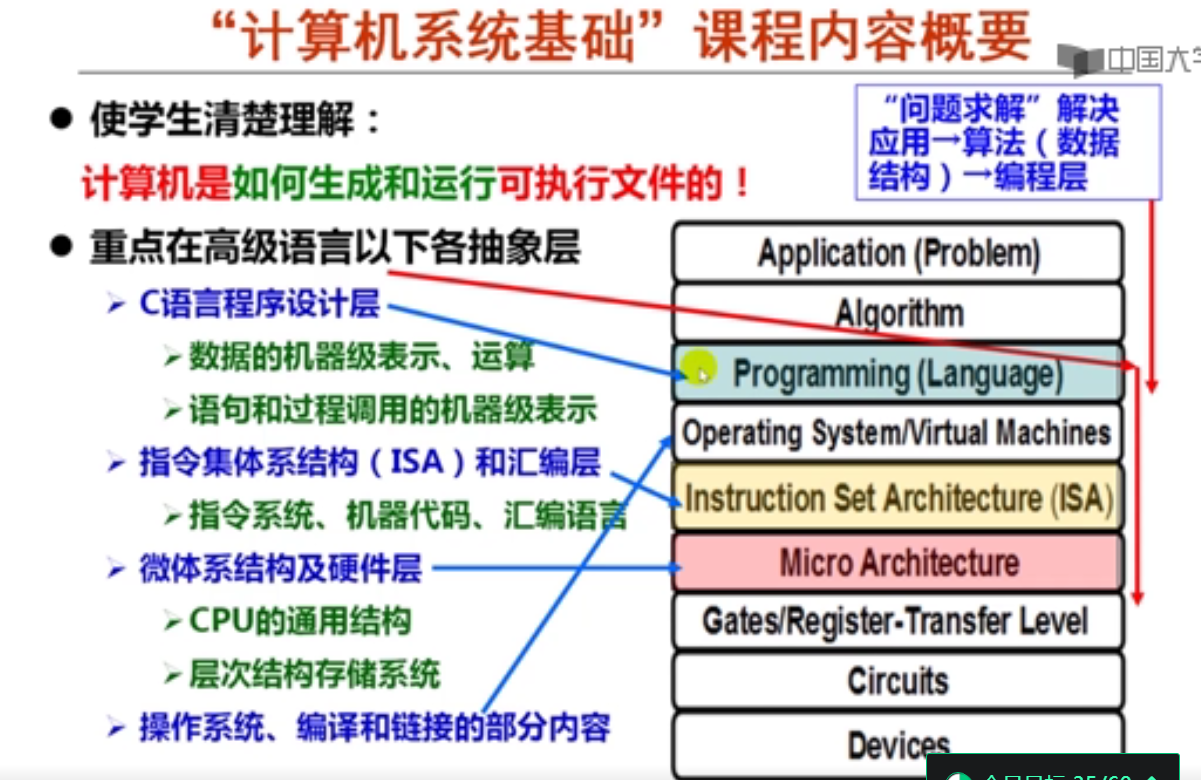 “计算机系统基础”课程内容概要
中国大学
“问题求解”解决
应用→算法(数据
结构)→编程层
● 使学生清楚理解:
计算机是如何生成和运行可执行文件的!
● 重点在高级语言以下各抽象层
➢ C语言程序设计层
➢数据的机器级表示、运算
➢语句和过程调用的机器级表示
➢ 指令集体系结构(ISA)和汇编层
➢指令系统、机器代码、汇编语言
➢ 微体系结构及硬件层
➢CPU的通用结构
➢层次结构存储系统
➢ 操作系统、编译和链接的部分内容
Application (Problem)
Algorithm
Programming (Language)
Operating System/Virtual Machines
Instruction Set Architecture (ISA)
Micro Architecture
Gates/Register-Transfer Level
Circuits
Devices